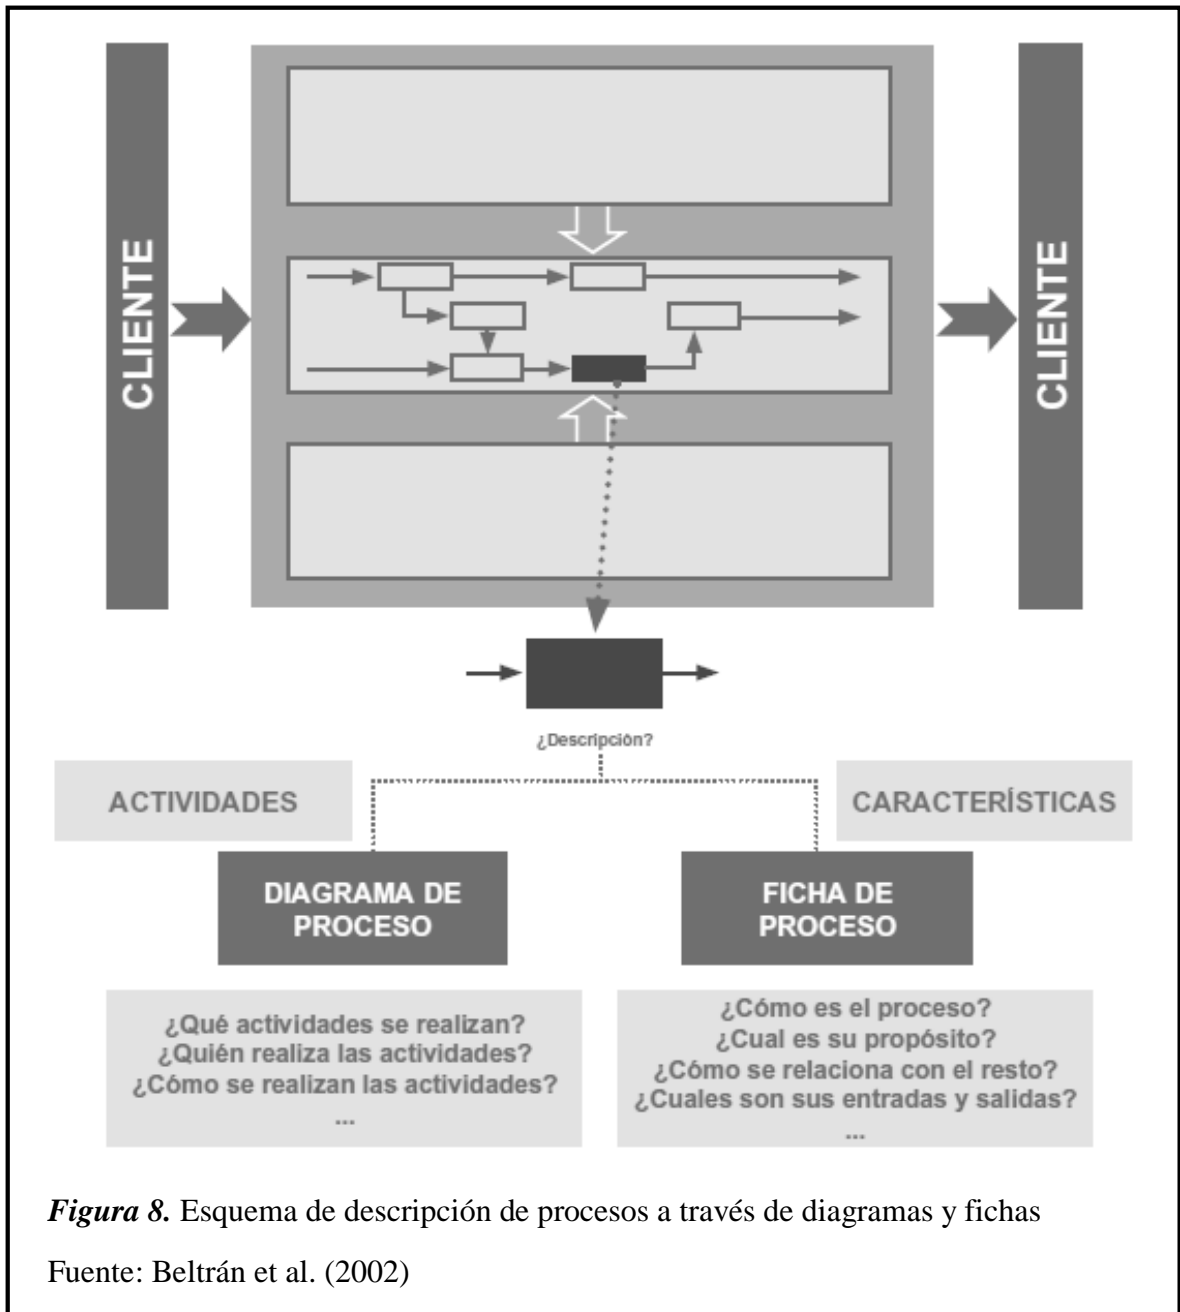 CLIENTE
CLIENTE
¿Descripción?
ACTIVIDADES
CARACTERÍSTICAS
DIAGRAMA DE
PROCESO
FICHA DE
PROCESO
¿Qué actividades se realizan?
¿Quién realiza las actividades?
¿Cómo se realizan las actividades?
...
¿Cómo es el proceso?
¿Cual es su propósito?
¿Cómo se relaciona con el resto?
¿Cuales son sus entradas y salidas?
...
Figura 8. Esquema de descripción de procesos a través de diagramas y fichas
Fuente: Beltrán et al. (2002)